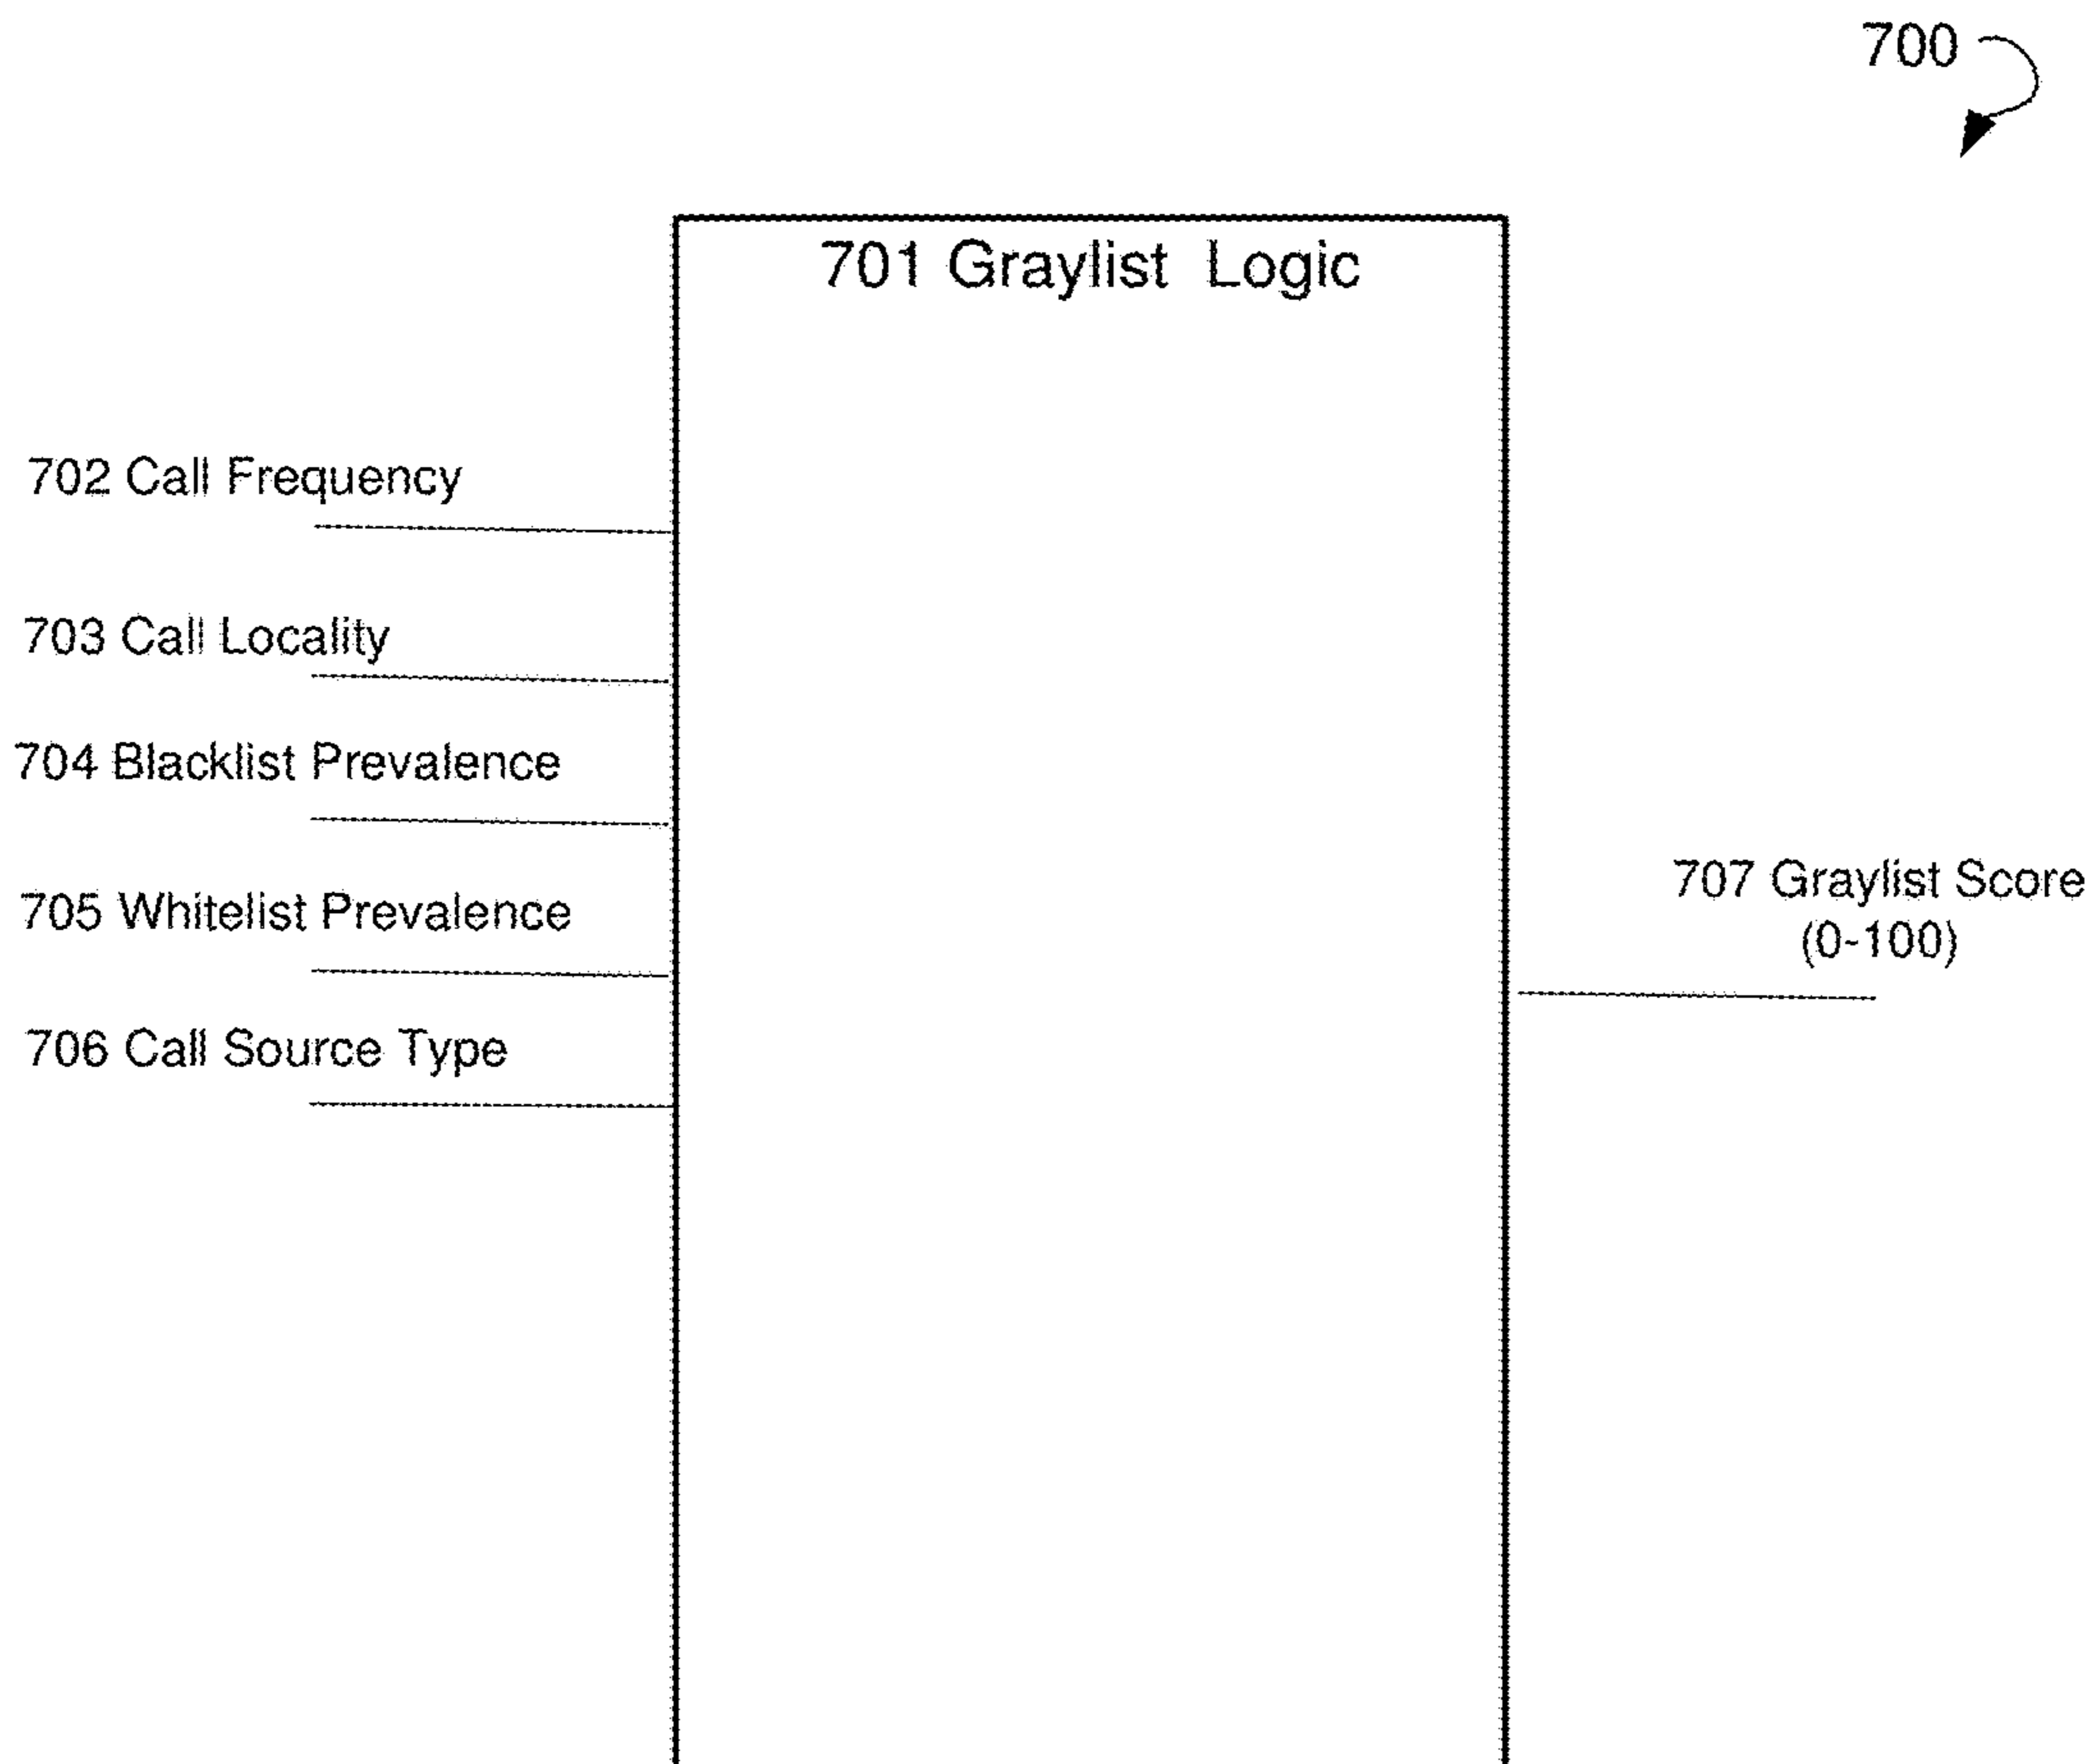 700
701 Graylist Logic
702 Call Frequency
703 Call Locality
704 Blacklist Prevalence
705 Whitelist Prevalence
706 Call Source Type
707 Graylist Score
(0-100)